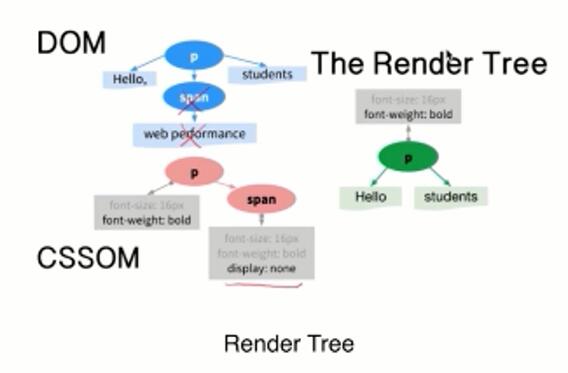 DOM
p
Hello,
students
span
web performance
p
span
font-size: 16px
font-weight: bold
font-size: 16px
font-weight: bold
display: none
CSSOM
The Render Tree
font-size: 16px
font-weight: bold
p
Hello
students
Render Tree